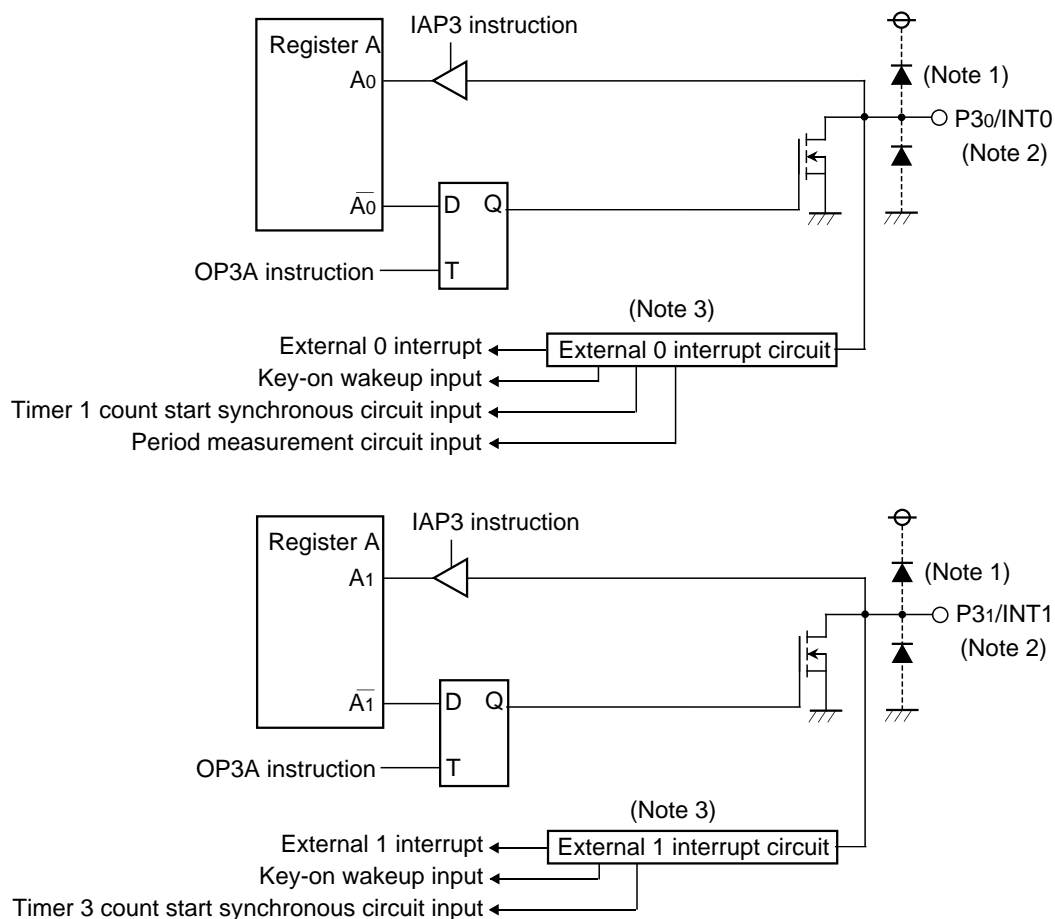 IAP3 instruction
Register A
A0
(Note 1)
P30/INT0
(Note 2)
A̅0̅
D Q
OP3A instruction
T
(Note 3)
External 0 interrupt
External 0 interrupt circuit
Key-on wakeup input
Timer 1 count start synchronous circuit input
Period measurement circuit input
IAP3 instruction
Register A
A1
(Note 1)
P31/INT1
(Note 2)
A̅1̅
D Q
OP3A instruction
T
(Note 3)
External 1 interrupt
External 1 interrupt circuit
Key-on wakeup input
Timer 3 count start synchronous circuit input